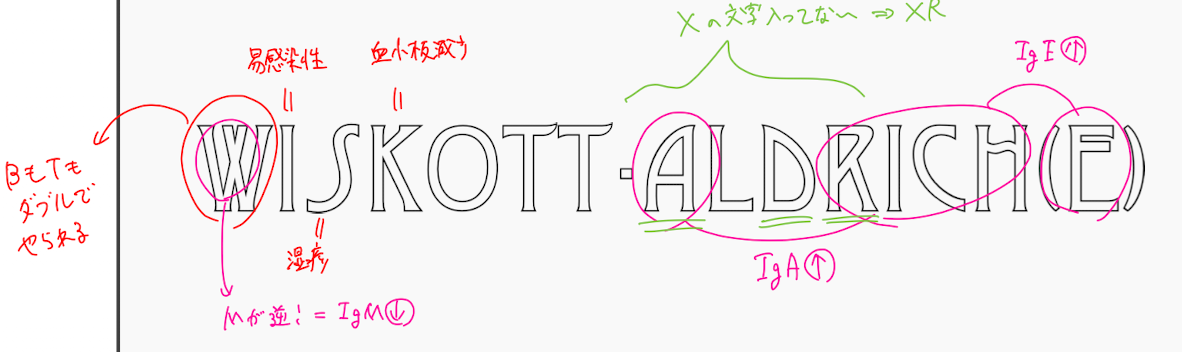 Xの文字入ってない ⇒ XR
易感染性
血小板減少
IgE↑
WISKOTT-ALDRICH(E)
BもTも
ダブルで
やられる
湿疹
IgA↑
Mが逆! = IgM↓